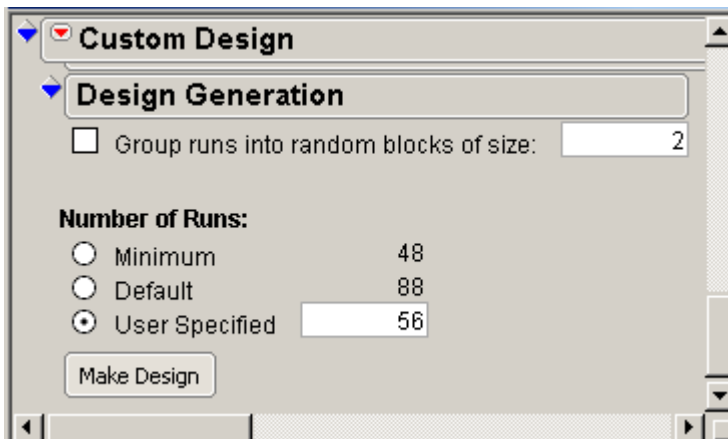 Custom Design
Design Generation
Group runs into random blocks of size: 2
Number of Runs:
Minimum 48
Default 88
User Specified 56
Make Design